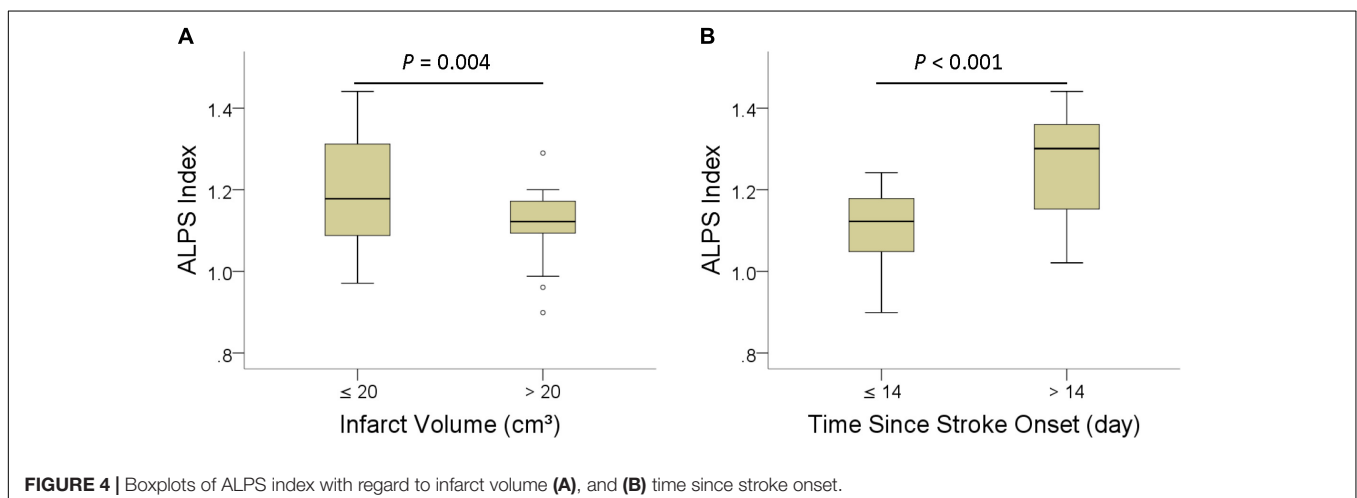 A
P = 0.004
1.4
1.2
1.0
.8
ALPS Index
≤ 20
> 20
Infarct Volume (cm³)
B
P < 0.001
1.4
1.2
1.0
.8
ALPS Index
≤ 14
> 14
Time Since Stroke Onset (day)
FIGURE 4 | Boxplots of ALPS index with regard to infarct volume (A), and (B) time since stroke onset.